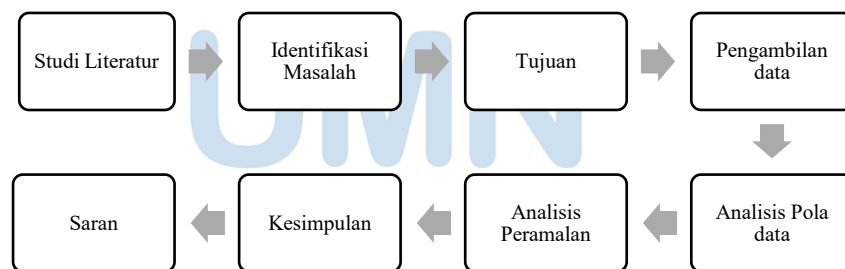 Studi Literatur
Identifikasi
Masalah
Tujuan
Pengambilan
data
UMN
Analisis Pola
data
Analisis
Peramalan
Kesimpulan
Saran